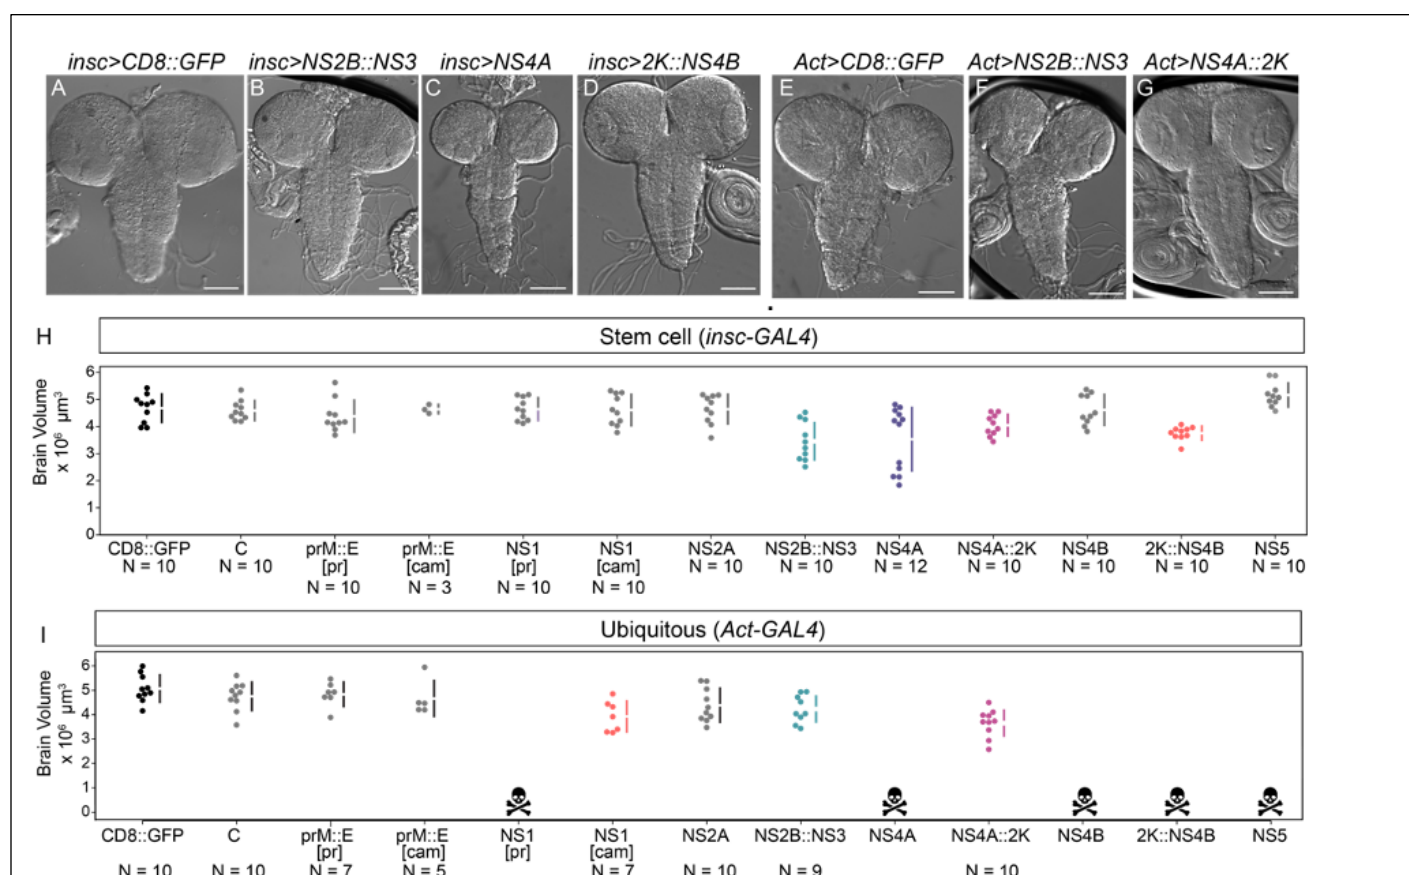 insc>CD8::GFP insc>NS2B::NS3 insc>NS4A insc>2K::NS4B Act>CD8::GFP Act>NS2B::NS3 Act>NS4A::2K
A B C D E F G
H
Stem cell (insc-GAL4)
Brain Volume
x 10⁶ µm³
6
5
4
3
2
1
0
CD8::GFP C prM::E prM::E NS1 NS1 NS2A NS2B::NS3 NS4A NS4A::2K NS4B 2K::NS4B NS5
N = 10 N = 10 [pr] [cam] [pr] [cam] N = 10 N = 10 N = 12 N = 10 N = 10 N = 10 N = 10
N = 10 N = 3 N = 10 N = 10
I
Ubiquitous (Act-GAL4)
Brain Volume
x 10⁶ µm³
6
5
4
3
2
1
0
CD8::GFP C prM::E prM::E NS1 NS1 NS2A NS2B::NS3 NS4A NS4A::2K NS4B 2K::NS4B NS5
[pr] [cam] [pr] [cam]
N = 10 N = 10 N = 7 N = 5 N = 7 N = 10 N = 9 N = 10